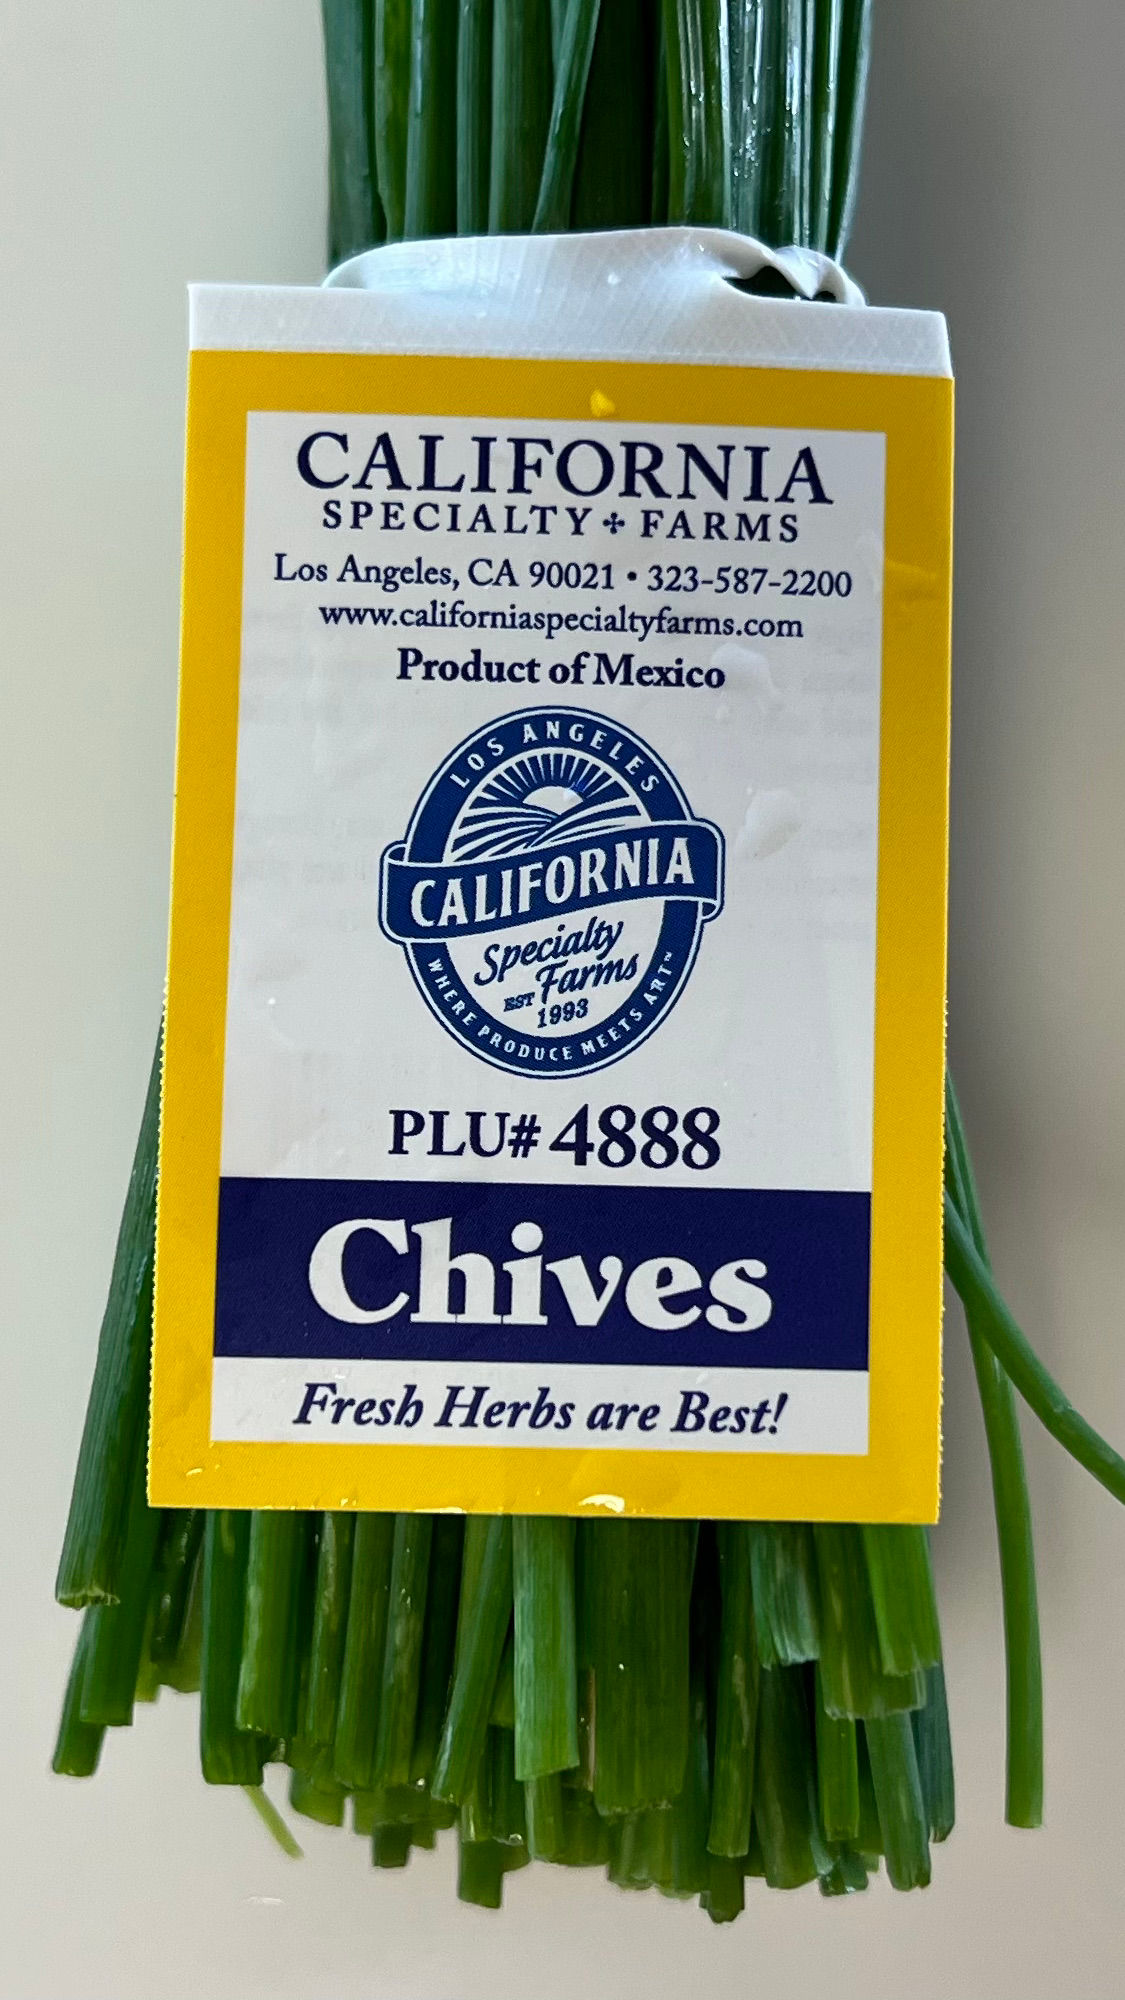 CALIFORNIA
SPECIALTY ✤ FARMS
Los Angeles, CA 90021 • 323-587-2200
www.californiaspecialtyfarms.com
Product of Mexico
LOS ANGELES
CALIFORNIA
Specialty
Farms
EST
1993
WHERE PRODUCE MEETS ART™
PLU# 4888
Chives
Fresh Herbs are Best!